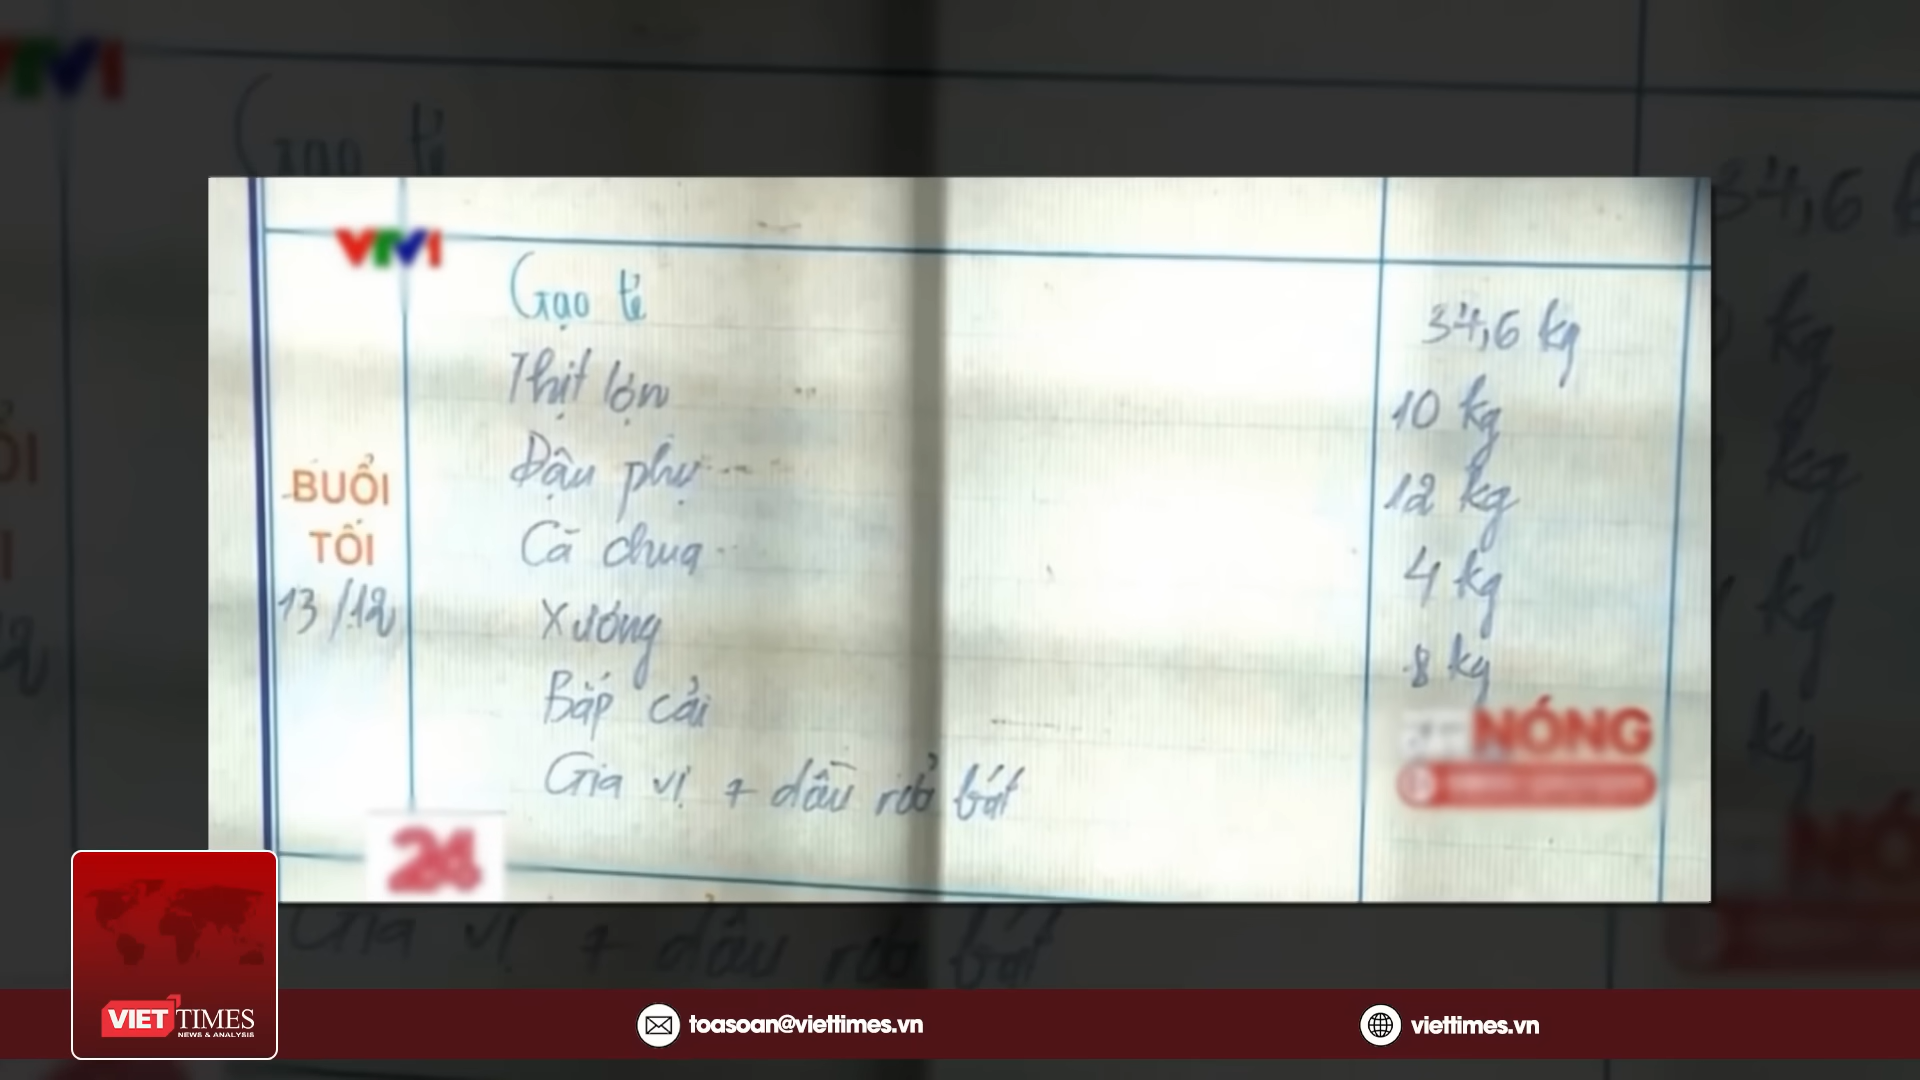 VTV1
Gạo tẻ 34,6 kg
Thịt lợn 10 kg
Đậu phụ 12 kg
BUỔI
TỐI
13/12
Cà chua 4 kg
Xương 8 kg
Bắp cải
Gia vị + dầu rửa bát
NÓNG
24
VIETTIMES
NEWS & ANALYSIS
toasoan@viettimes.vn
viettimes.vn